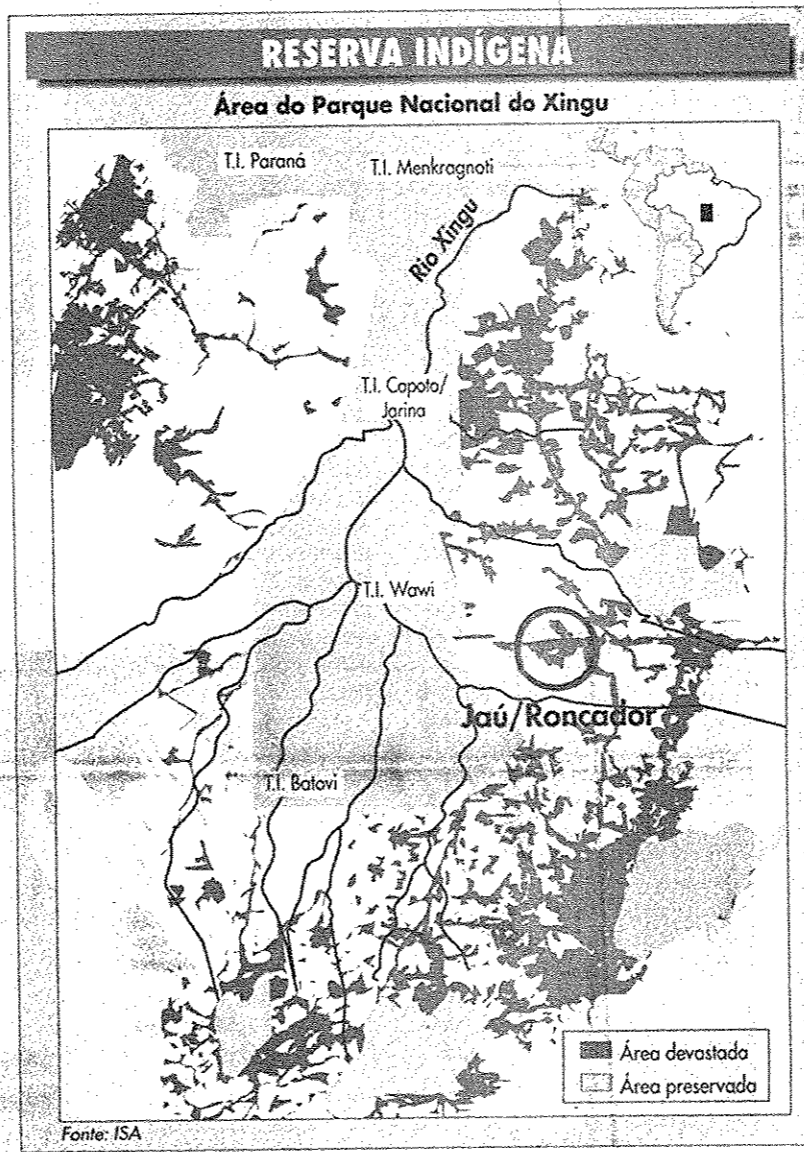 RESERVA INDÍGENA
Área do Parque Nacional do Xingu
T.I. Paraná
T.I. Menkragnoti
Rio Xingu
T.I. Capoto/
Jarina
T.I. Wawi
Jaú/Roncador
T.I. Batovi
Área devastada
Área preservada
Fonte: ISA